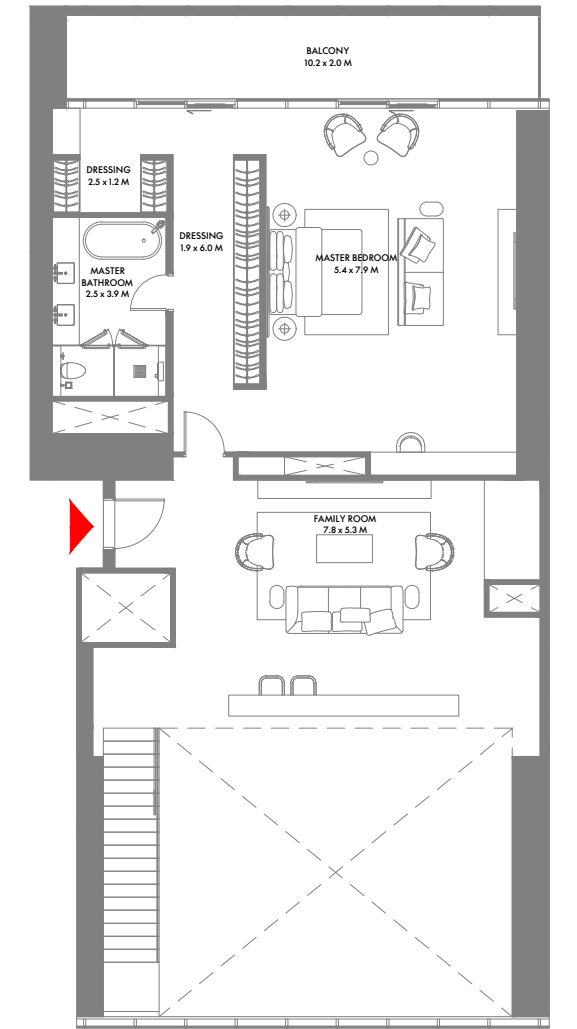 BALCONY
10.2 x 2.0 M
DRESSING
2.5 x 1.2 M
DRESSING
1.9 x 6.0 M
MASTER BEDROOM
5.4 x 7.9 M
MASTER
BATHROOM
2.5 x 3.9 M
FAMILY ROOM
7.8 x 5.3 M